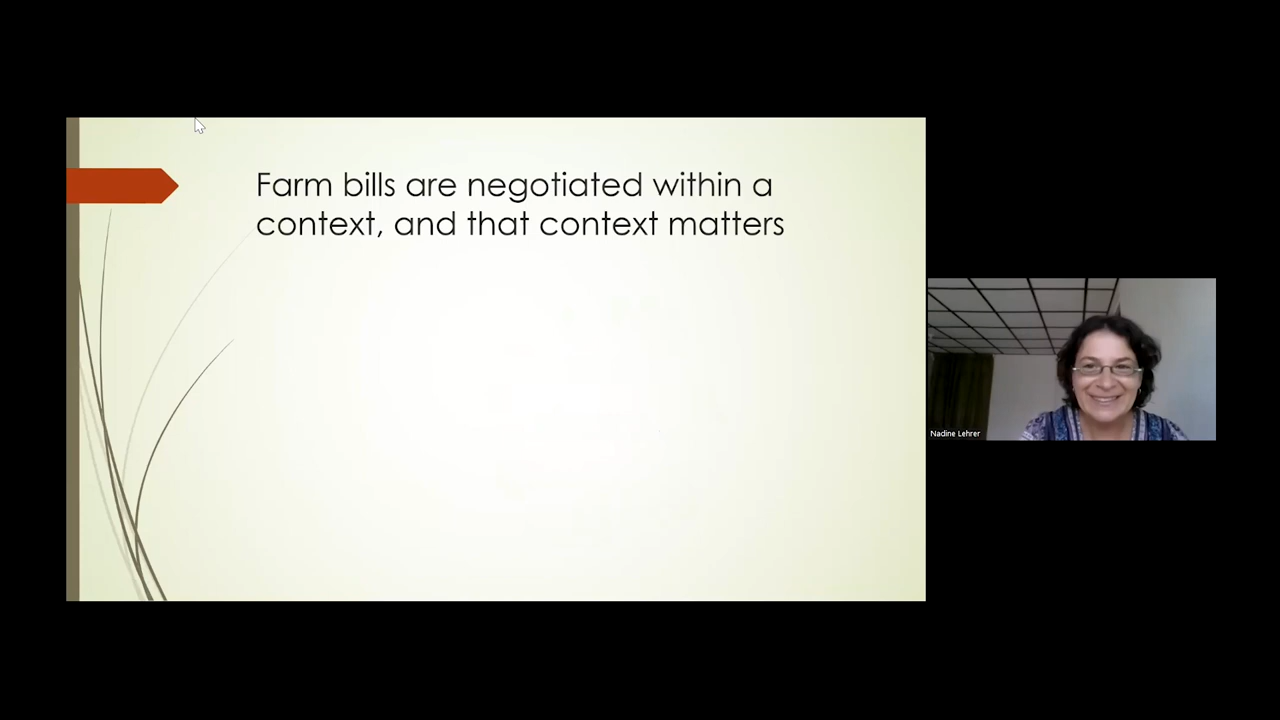 Farm bills are negotiated within a
context, and that context matters
Nadine Lehrer